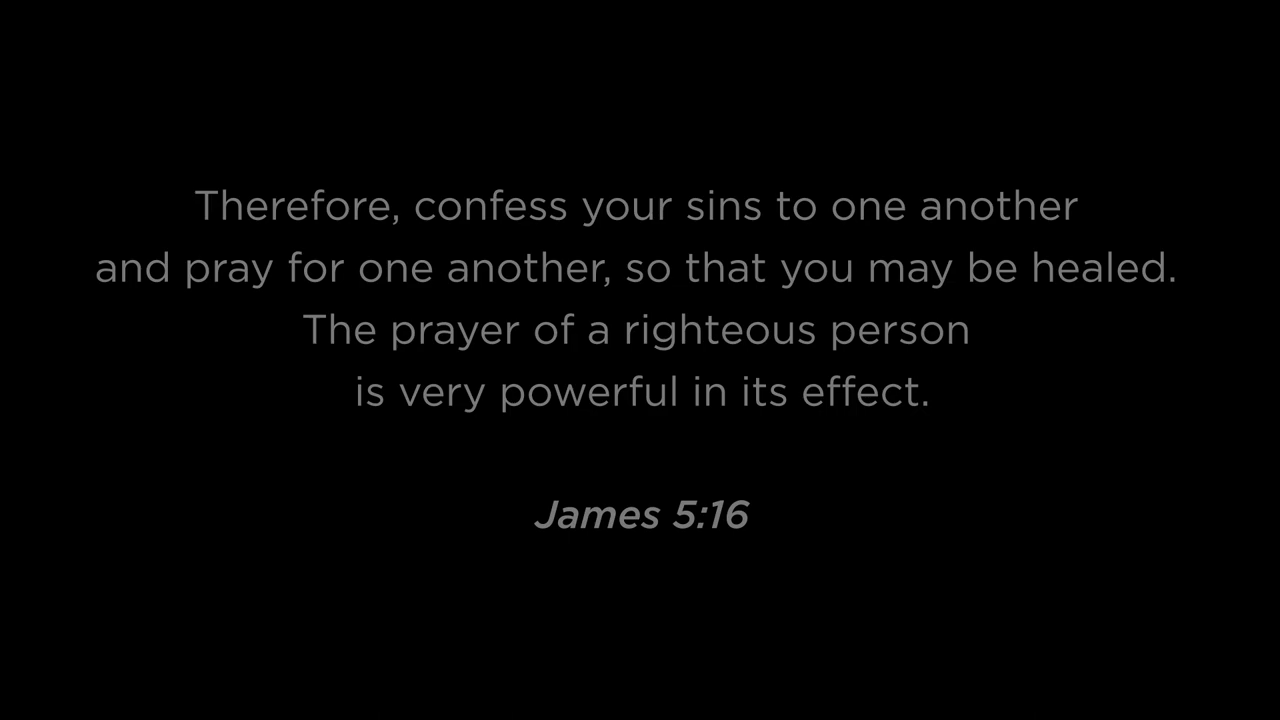 Therefore, confess your sins to one another
and pray for one another, so that you may be healed.
The prayer of a righteous person
is very powerful in its effect.
James 5:16